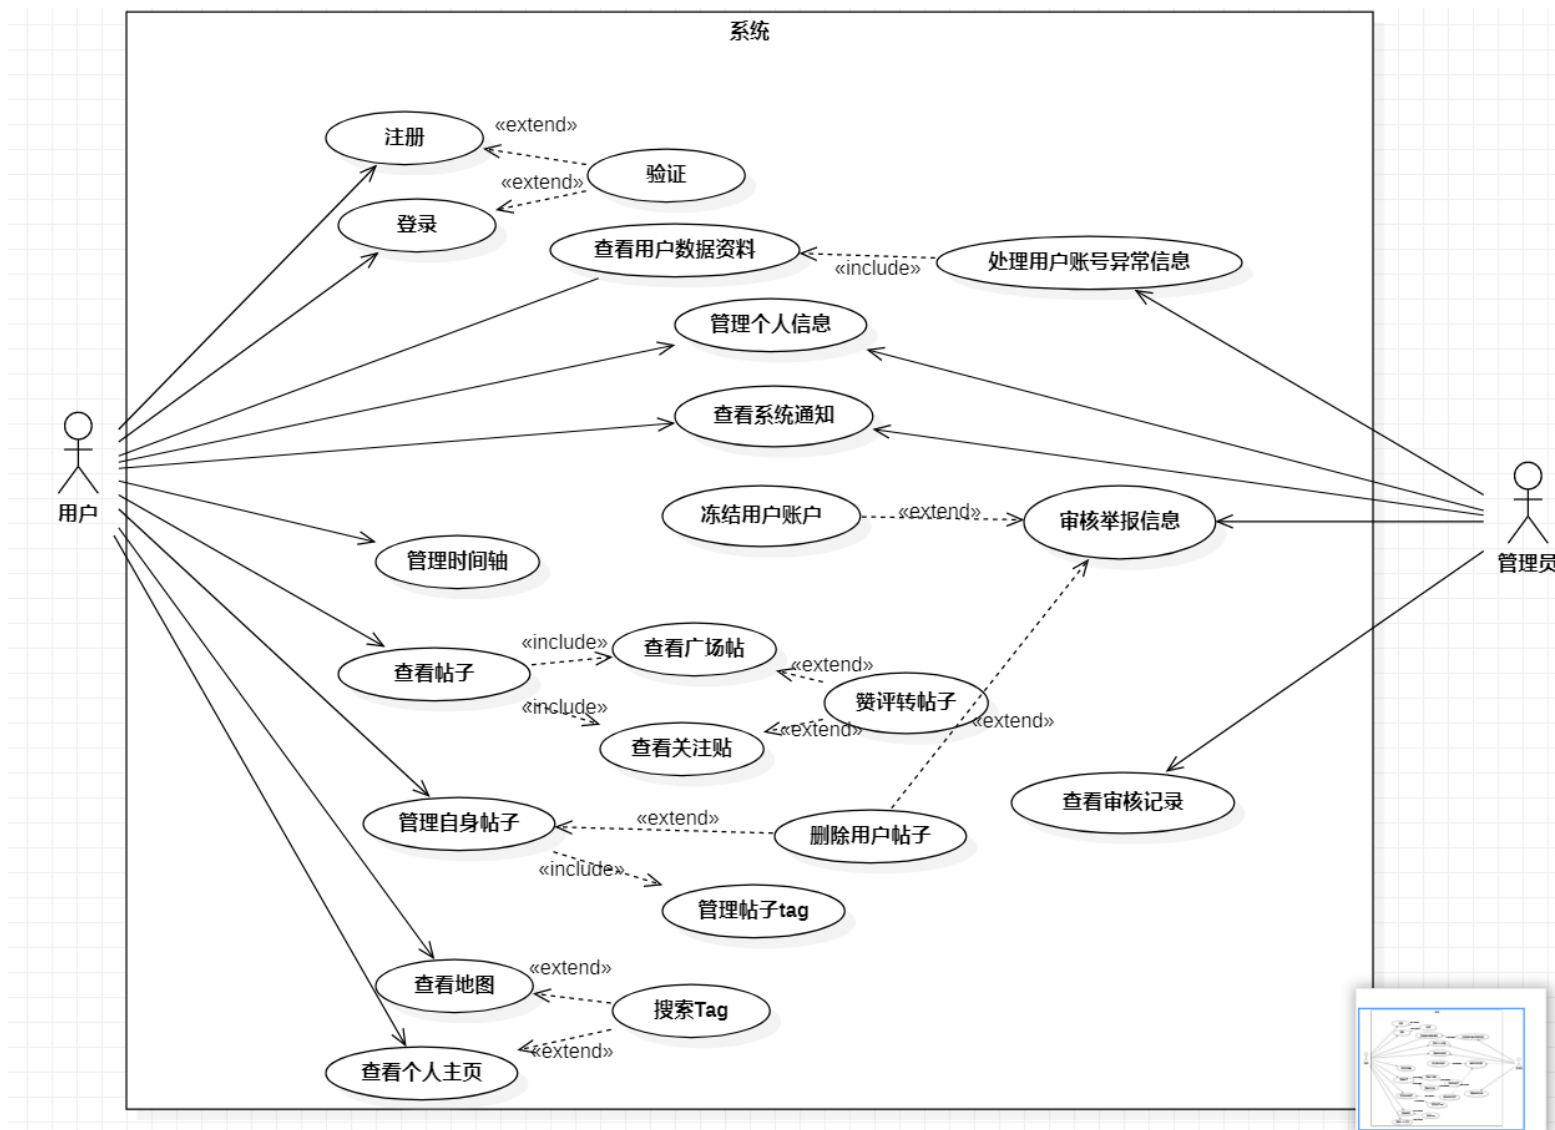 系统
注册
«extend»
验证
«extend»
登录
查看用户数据资料
«include»
处理用户账号异常信息
管理个人信息
查看系统通知
用户
冻结用户账户
«extend»
审核举报信息
管理员
管理时间轴
查看帖子
«include»
查看广场帖
«extend»
赞评转帖子
«include»
«extend»
«extend»
查看关注贴
查看审核记录
管理自身帖子
«extend»
删除用户帖子
«include»
管理帖子tag
查看地图
«extend»
搜索Tag
«extend»
查看个人主页